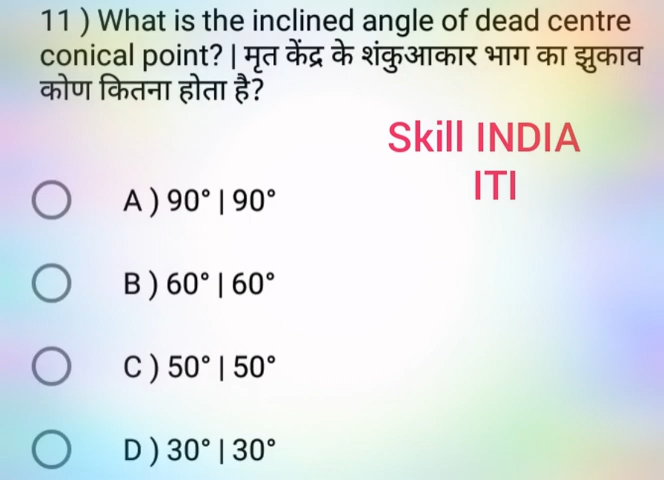 11 ) What is the inclined angle of dead centre
conical point? | मृत केंद्र के शंकुआकार भाग का झुकाव
कोण कितना होता है?
Skill INDIA
ITI
A ) 90° | 90°
B ) 60° | 60°
C ) 50° | 50°
D ) 30° | 30°